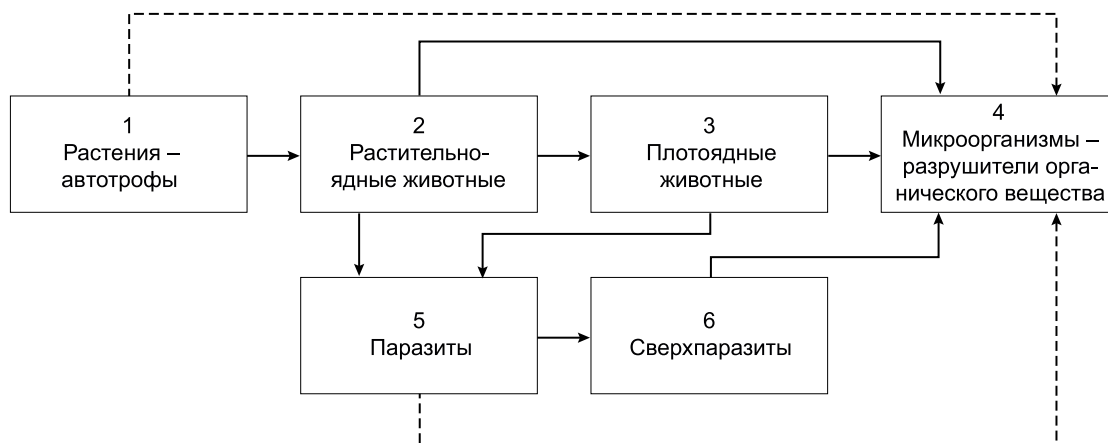 1
Растения –
автотрофы
2
Растительно-
ядные животные
3
Плотоядные
животные
4
Микроорганизмы –
разрушители орга-
нического вещества
5
Паразиты
6
Сверхпаразиты